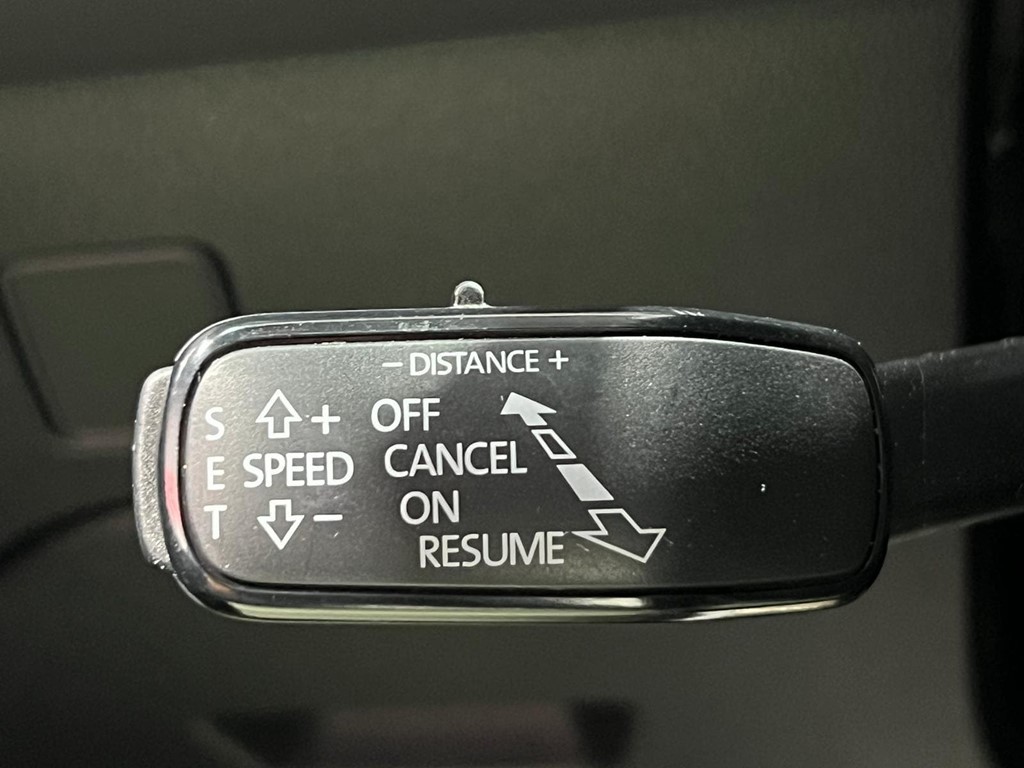 − DISTANCE +
S + OFF
E SPEED CANCEL
T − ON
RESUME